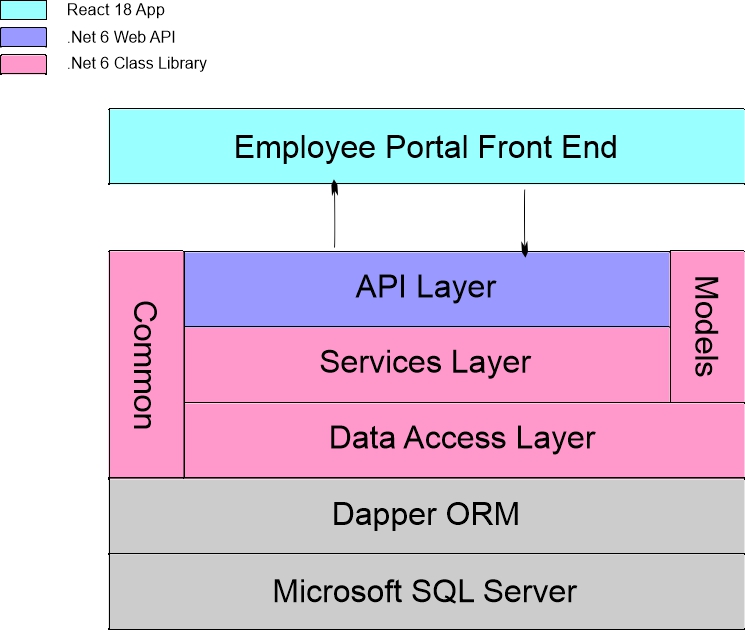 React 18 App
.Net 6 Web API
.Net 6 Class Library
Employee Portal Front End
Common
API Layer
Models
Services Layer
Data Access Layer
Dapper ORM
Microsoft SQL Server